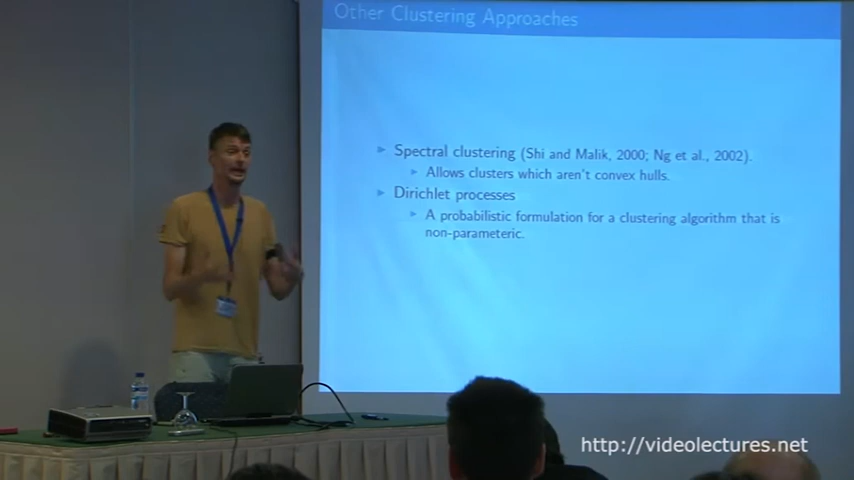 Other Clustering Approaches
Spectral clustering (Shi and Malik, 2000; Ng et al., 2002).
Allows clusters which aren't convex hulls.
Dirichlet processes
A probabilistic formulation for a clustering algorithm that is
non-parameteric.
http://videolectures.net